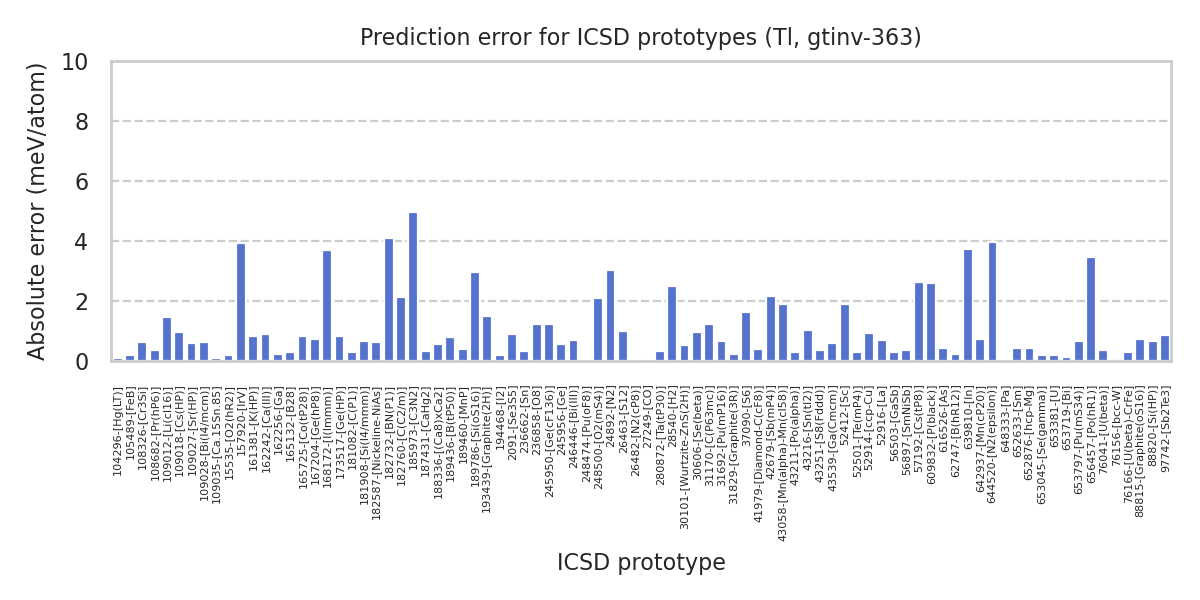 Prediction error for ICSD prototypes (Tl, gtinv-363)
Absolute error (meV/atom)
10
8
6
4
2
0
104296-[Hg(LT)]
105489-[FeB]
108326-[Cr3Si]
108682-[Pr(hP6)]
109012-[Li(cI16)]
109018-[Cs(HP)]
109027-[Sr(HP)]
109028-[Bi(I4/mcm)]
109035-[Ca.15Sn.85]
15535-[O2(hR2)]
157920-[IrV]
161381-[K(HP)]
162242-[Ca(III)]
162256-[Ga]
165132-[B28]
165725-[Co(tP28)]
167204-[Ge(hP8)]
168172-[I(Immm)]
173517-[Ge(HP)]
181082-[C(P1)]
181908-[Si(I4/mmm)]
182587-[Nickeline-NiAs]
182732-[BN(P1)]
182760-[C(C2/m)]
185973-[C3N2]
187431-[CaHg2]
188336-[(Ca8)xCa2]
189436-[B(tP50)]
189460-[MnP]
189786-[Si(oS16)]
193439-[Graphite(2H)]
194468-[I2]
2091-[Se3S5]
236662-[Sn]
236858-[O8]
245950-[Ge(cF136)]
245956-[Ge]
246446-[Bi(III)]
248474-[Pu(oF8)]
248500-[O2(mS4)]
24892-[N2]
26463-[S12]
26482-[N2(cP8)]
27249-[CO]
280872-[Ta(tP30)]
28540-[H2]
30101-[Wurtzite-ZnS(2H)]
30606-[Se(beta)]
31170-[C(P63mc)]
31692-[Pu(mP16)]
31829-[Graphite(3R)]
37090-[S6]
41979-[Diamond-C(cF8)]
42679-[Sb(mP4)]
43058-[Mn(alpha)-Mn(cI58)]
43211-[Po(alpha)]
43216-[Sn(tI2)]
43251-[S8(Fddd)]
43539-[Ga(Cmcm)]
52412-[Sc]
52501-[Te(mP4)]
52914-[ccp-Cu]
52916-[La]
56503-[GaSb]
56897-[SmNiSb]
57192-[Cs(tP8)]
609832-[P(black)]
616526-[As]
62747-[B(hR12)]
639810-[In]
642937-[Mn(cP20)]
644520-[N2(epsilon)]
648333-[Pa]
652633-[Sm]
652876-[hcp-Mg]
653045-[Se(gamma)]
653381-[U]
653719-[Bi]
653797-[Pu(mS34)]
656457-[Po(hR1)]
76041-[U(beta)]
76156-[bcc-W]
76166-[U(beta)-CrFe]
88815-[Graphite(oS16)]
88820-[Si(HP)]
97742-[Sb2Te3]
ICSD prototype